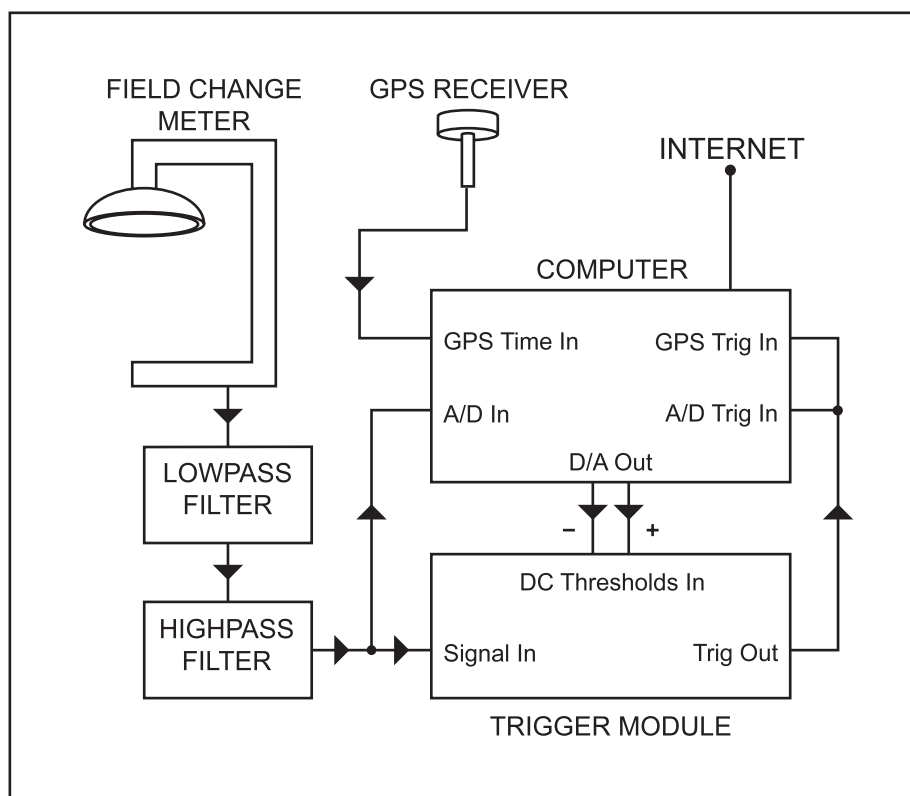 FIELD CHANGE
METER
GPS RECEIVER
INTERNET
COMPUTER
GPS Time In
GPS Trig In
A/D In
A/D Trig In
D/A Out
LOWPASS
FILTER
– +
DC Thresholds In
HIGHPASS
FILTER
Signal In
Trig Out
TRIGGER MODULE